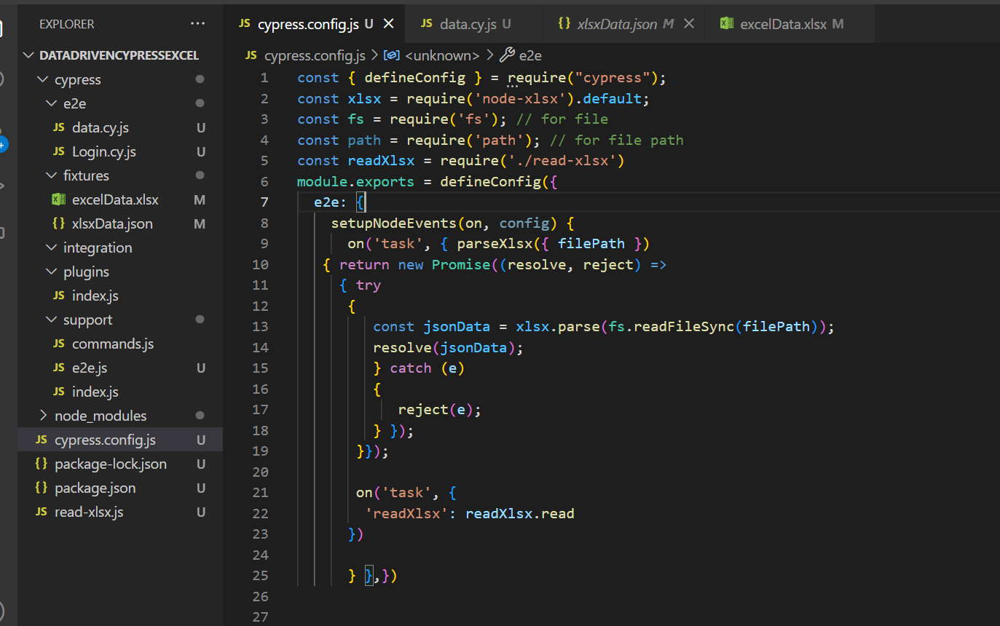 EXPLORER ...
DATADRIVENCYPRESSEXCEL
cypress
e2e
JS data.cy.js U
JS Login.cy.js U
fixtures
excelData.xlsx M
{} xlsxData.json M
integration
plugins
JS index.js
support
JS commands.js
JS e2e.js U
JS index.js
node_modules
JS cypress.config.js U
{} package-lock.json U
{} package.json U
JS read-xlsx.js U
JS cypress.config.js U × JS data.cy.js U {} xlsxData.json M × excelData.xlsx M
JS cypress.config.js > <unknown> > e2e
1 const { defineConfig } = require("cypress");
2 const xlsx = require('node-xlsx').default;
3 const fs = require('fs'); // for file
4 const path = require('path'); // for file path
5 const readXlsx = require('./read-xlsx')
6 module.exports = defineConfig({
7 e2e: {
8 setupNodeEvents(on, config) {
9 on('task', { parseXlsx({ filePath })
10 { return new Promise((resolve, reject) =>
11 { try
12 {
13 const jsonData = xlsx.parse(fs.readFileSync(filePath));
14 resolve(jsonData);
15 } catch (e)
16 {
17 reject(e);
18 } });
19 }});
20
21 on('task', {
22 'readXlsx': readXlsx.read
23 })
24
25 } },})
26
27